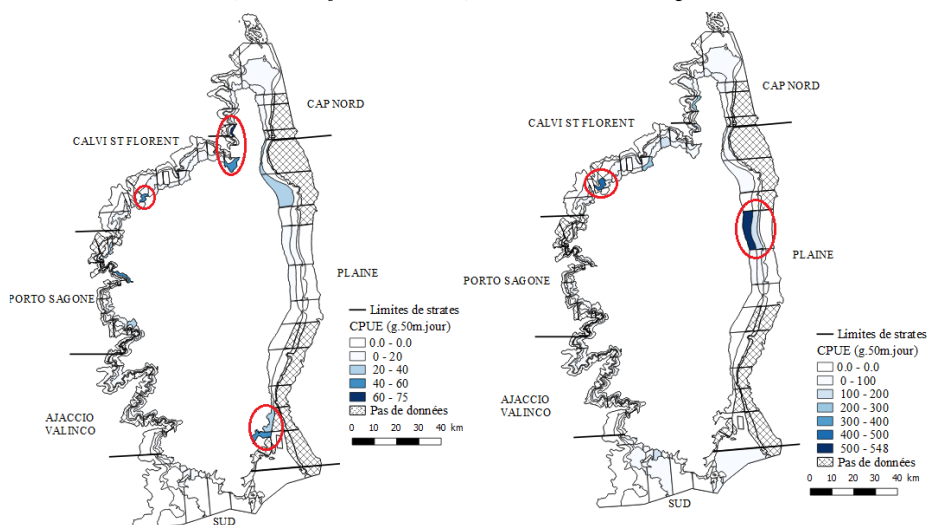 CAP NORD
CALVI ST FLORENT
PLAINE
PORTO SAGONE
Limites de strates
CPUE (g.50m.jour)
0.0 - 0.0
0 - 20
20 - 40
40 - 60
60 - 75
Pas de données
0 10 20 30 40 km
AJACCIO
VALINCO
SUD
CAP NORD
CALVI ST FLORENT
PLAINE
PORTO SAGONE
Limites de strates
CPUE (g.50m.jour)
0.0 - 0.0
0 - 100
100 - 200
200 - 300
300 - 400
400 - 500
500 - 548
Pas de données
0 10 20 30 40 km
AJACCIO
VALINCO
SUD